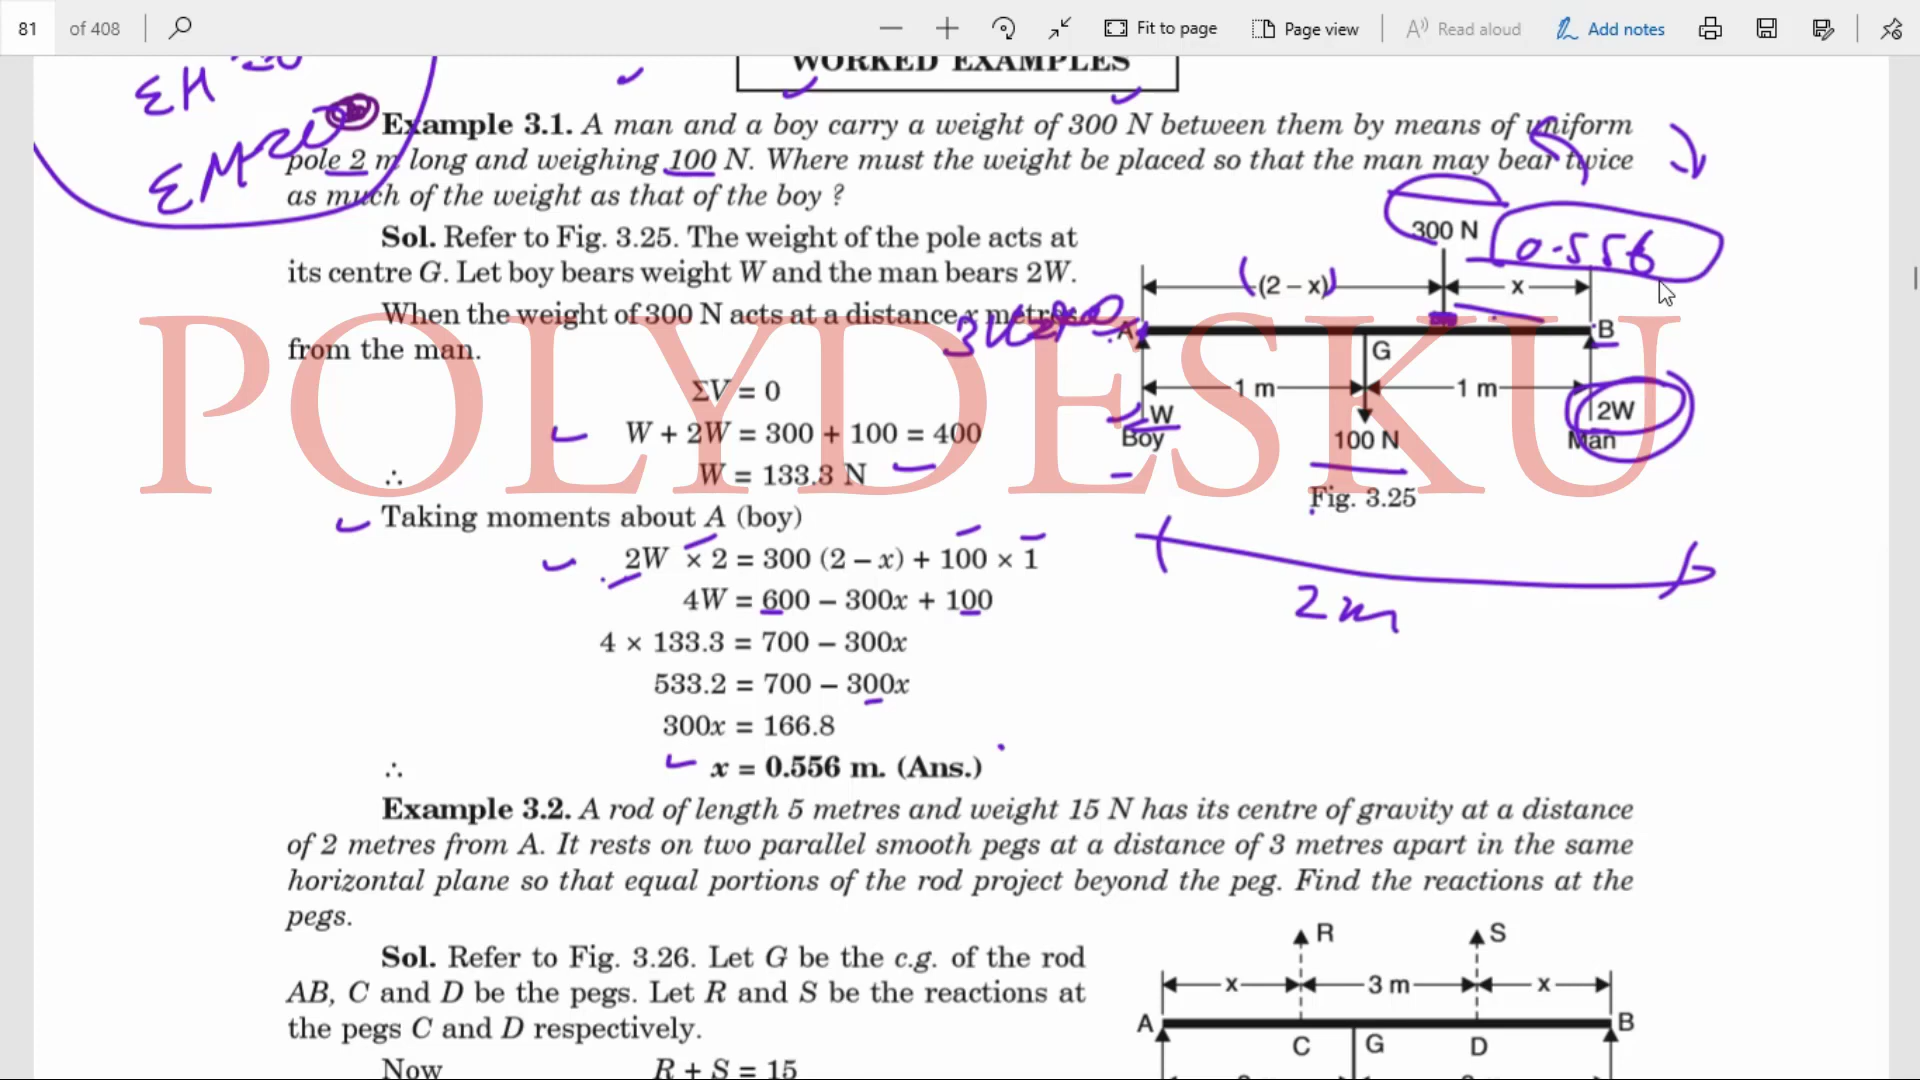 81 of 408 Fit to page Page view Read aloud Add notes
WORKED EXAMPLES
ΣH = 0
ΣM = 0
Example 3.1. A man and a boy carry a weight of 300 N between them by means of uniform
pole 2 m long and weighing 100 N. Where must the weight be placed so that the man may bear twice
as much of the weight as that of the boy ?
Sol. Refer to Fig. 3.25. The weight of the pole acts at
its centre G. Let boy bears weight W and the man bears 2W.
When the weight of 300 N acts at a distance x metres
from the man.
ΣV = 0
W + 2W = 300 + 100 = 400
∴ W = 133.3 N
Taking moments about A (boy)
2W × 2 = 300 (2 – x) + 100 × 1
4W = 600 – 300x + 100
4 × 133.3 = 700 – 300x
533.2 = 700 – 300x
300x = 166.8
∴ x = 0.556 m. (Ans.)
300 N
0.556
(2 – x) x
A B
G
1 m 1 m
W 2W
Boy 100 N Man
Fig. 3.25
2m
POLYDESKU
Example 3.2. A rod of length 5 metres and weight 15 N has its centre of gravity at a distance
of 2 metres from A. It rests on two parallel smooth pegs at a distance of 3 metres apart in the same
horizontal plane so that equal portions of the rod project beyond the peg. Find the reactions at the
pegs.
Sol. Refer to Fig. 3.26. Let G be the c.g. of the rod
AB, C and D be the pegs. Let R and S be the reactions at
the pegs C and D respectively.
Now R + S = 15
R S
x 3 m x
A B
C G D